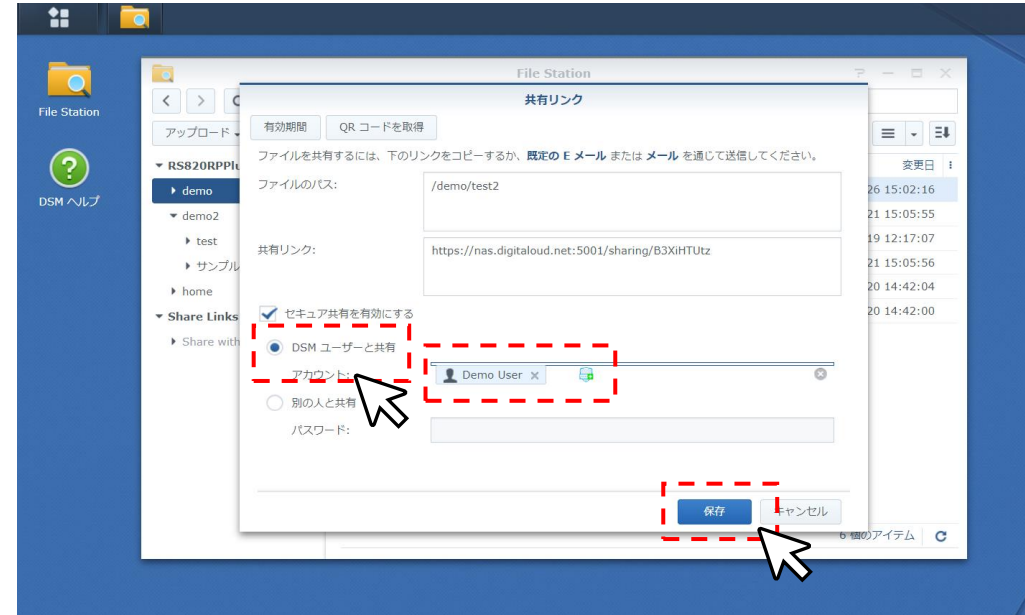 File Station
共有リンク
File Station
アップロード
有効期間
QR コードを取得
ファイルを共有するには、下のリンクをコピーするか、既定の E メール または メール を通じて送信してください。
変更日
RS820RPPlu
DSM ヘルプ
demo
ファイルのパス:
/demo/test2
26 15:02:16
demo2
21 15:05:55
test
共有リンク:
https://nas.digitaloud.net:5001/sharing/B3XiHTUtz
19 12:17:07
サンプル
21 15:05:56
home
20 14:42:04
Share Links
セキュア共有を有効にする
20 14:42:00
Share with
DSM ユーザーと共有
アカウント:
Demo User
別の人と共有
パスワード:
保存
キャンセル
6 個のアイテム